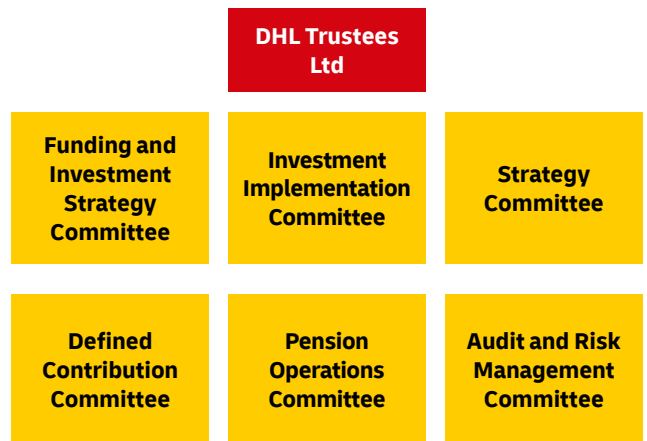 DHL Trustees
Ltd
Funding and
Investment
Strategy
Committee
Investment
Implementation
Committee
Strategy
Committee
Defined
Contribution
Committee
Pension
Operations
Committee
Audit and Risk
Management
Committee